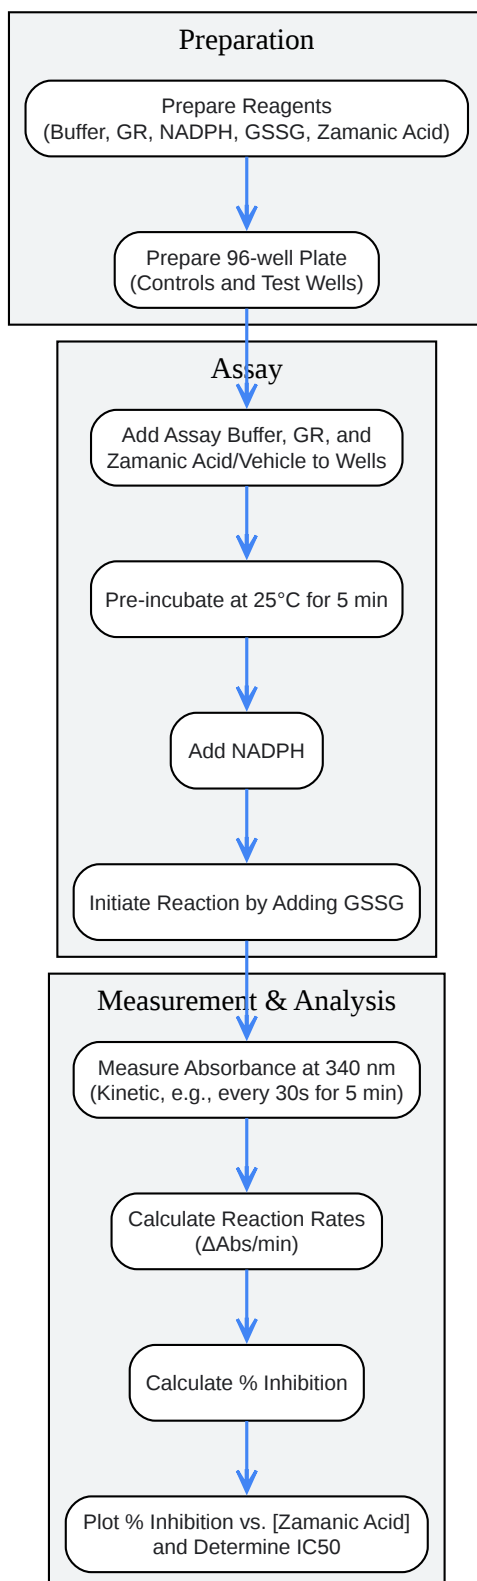 Preparation
Prepare Reagents
(Buffer, GR, NADPH, GSSG, Zamanic Acid)
Prepare 96-well Plate
(Controls and Test Wells)
Assay
Add Assay Buffer, GR, and
Zamanic Acid/Vehicle to Wells
Pre-incubate at 25°C for 5 min
Add NADPH
Initiate Reaction by Adding GSSG
Measurement & Analysis
Measure Absorbance at 340 nm
(Kinetic, e.g., every 30s for 5 min)
Calculate Reaction Rates
(ΔAbs/min)
Calculate % Inhibition
Plot % Inhibition vs. [Zamanic Acid]
and Determine IC50